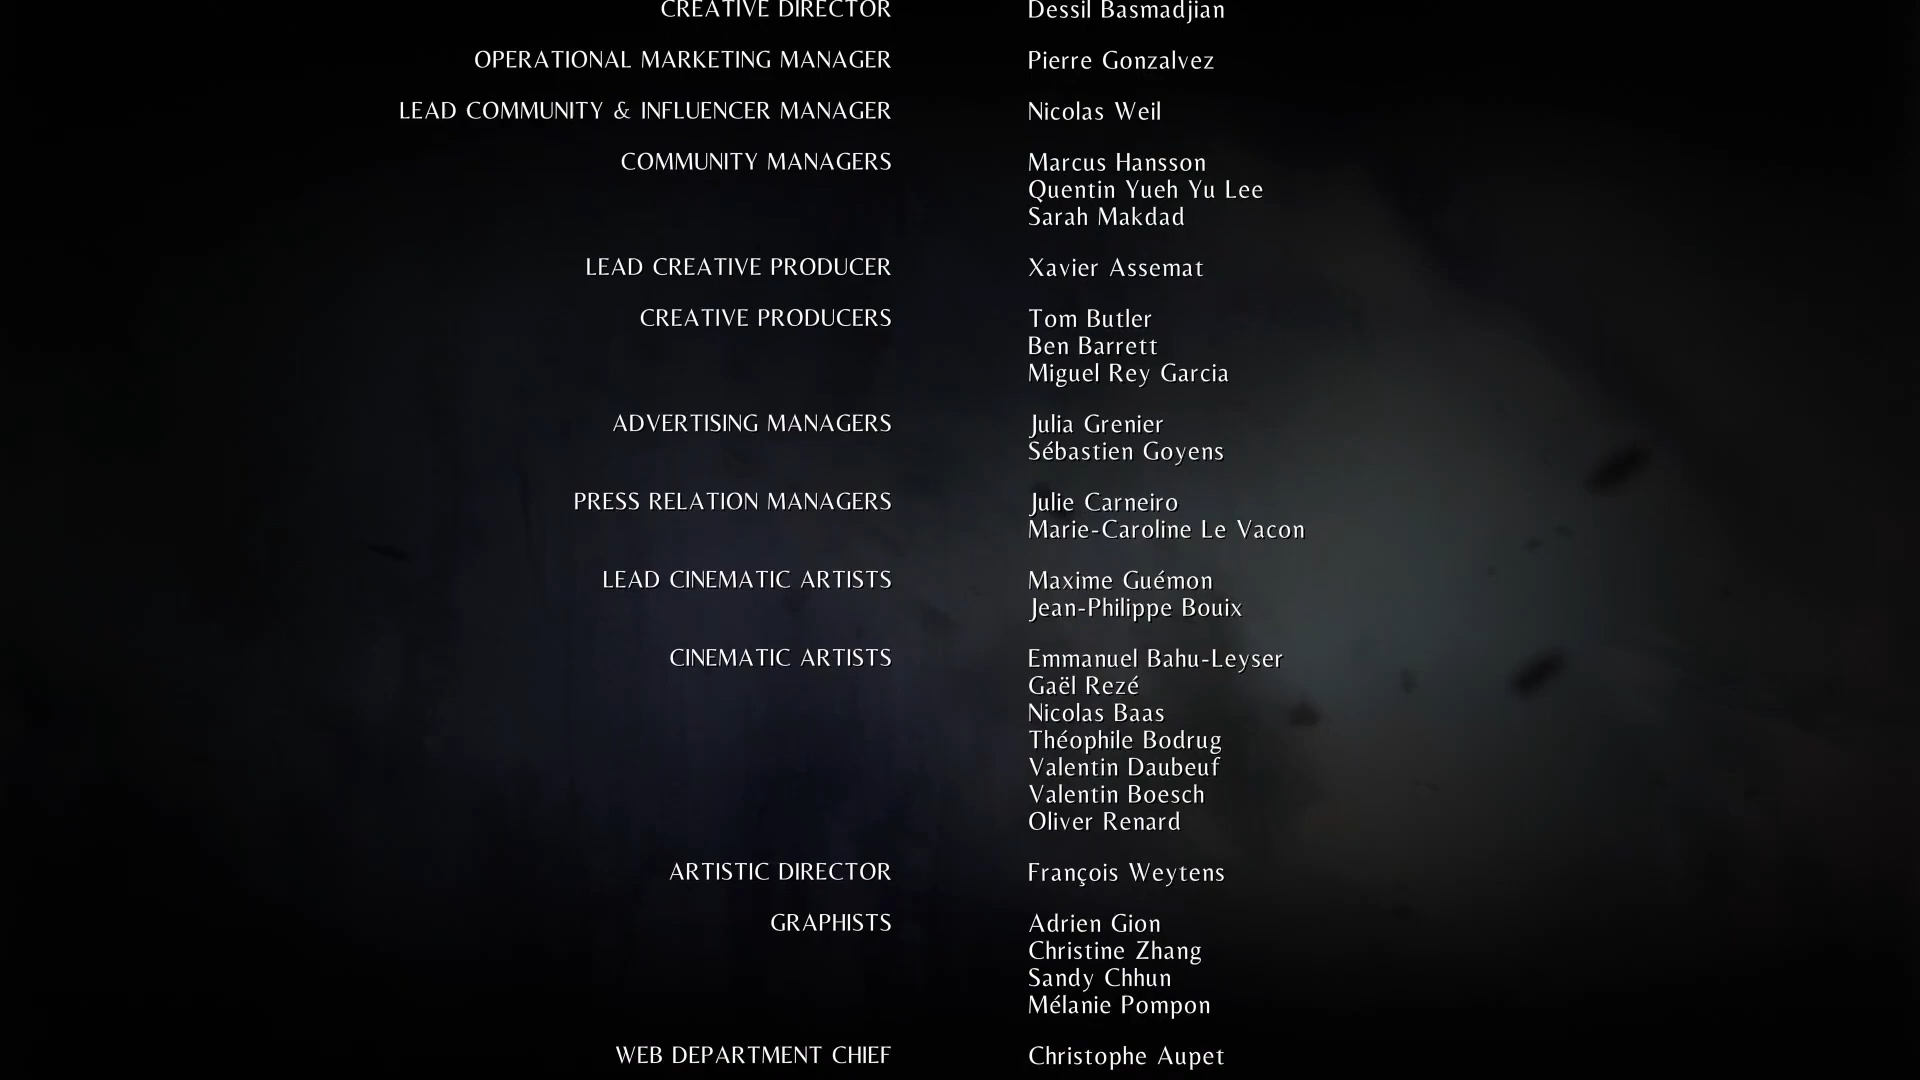 CREATIVE DIRECTOR Dessil Basmadjian
OPERATIONAL MARKETING MANAGER Pierre Gonzalvez
LEAD COMMUNITY & INFLUENCER MANAGER Nicolas Weil
COMMUNITY MANAGERS Marcus Hansson
Quentin Yueh Yu Lee
Sarah Makdad
LEAD CREATIVE PRODUCER Xavier Assemat
CREATIVE PRODUCERS Tom Butler
Ben Barrett
Miguel Rey Garcia
ADVERTISING MANAGERS Julia Grenier
Sébastien Goyens
PRESS RELATION MANAGERS Julie Carneiro
Marie-Caroline Le Vacon
LEAD CINEMATIC ARTISTS Maxime Guémon
Jean-Philippe Bouix
CINEMATIC ARTISTS Emmanuel Bahu-Leyser
Gaël Rezé
Nicolas Baas
Théophile Bodrug
Valentin Daubeuf
Valentin Boesch
Oliver Renard
ARTISTIC DIRECTOR François Weytens
GRAPHISTS Adrien Gion
Christine Zhang
Sandy Chhun
Mélanie Pompon
WEB DEPARTMENT CHIEF Christophe Aupet